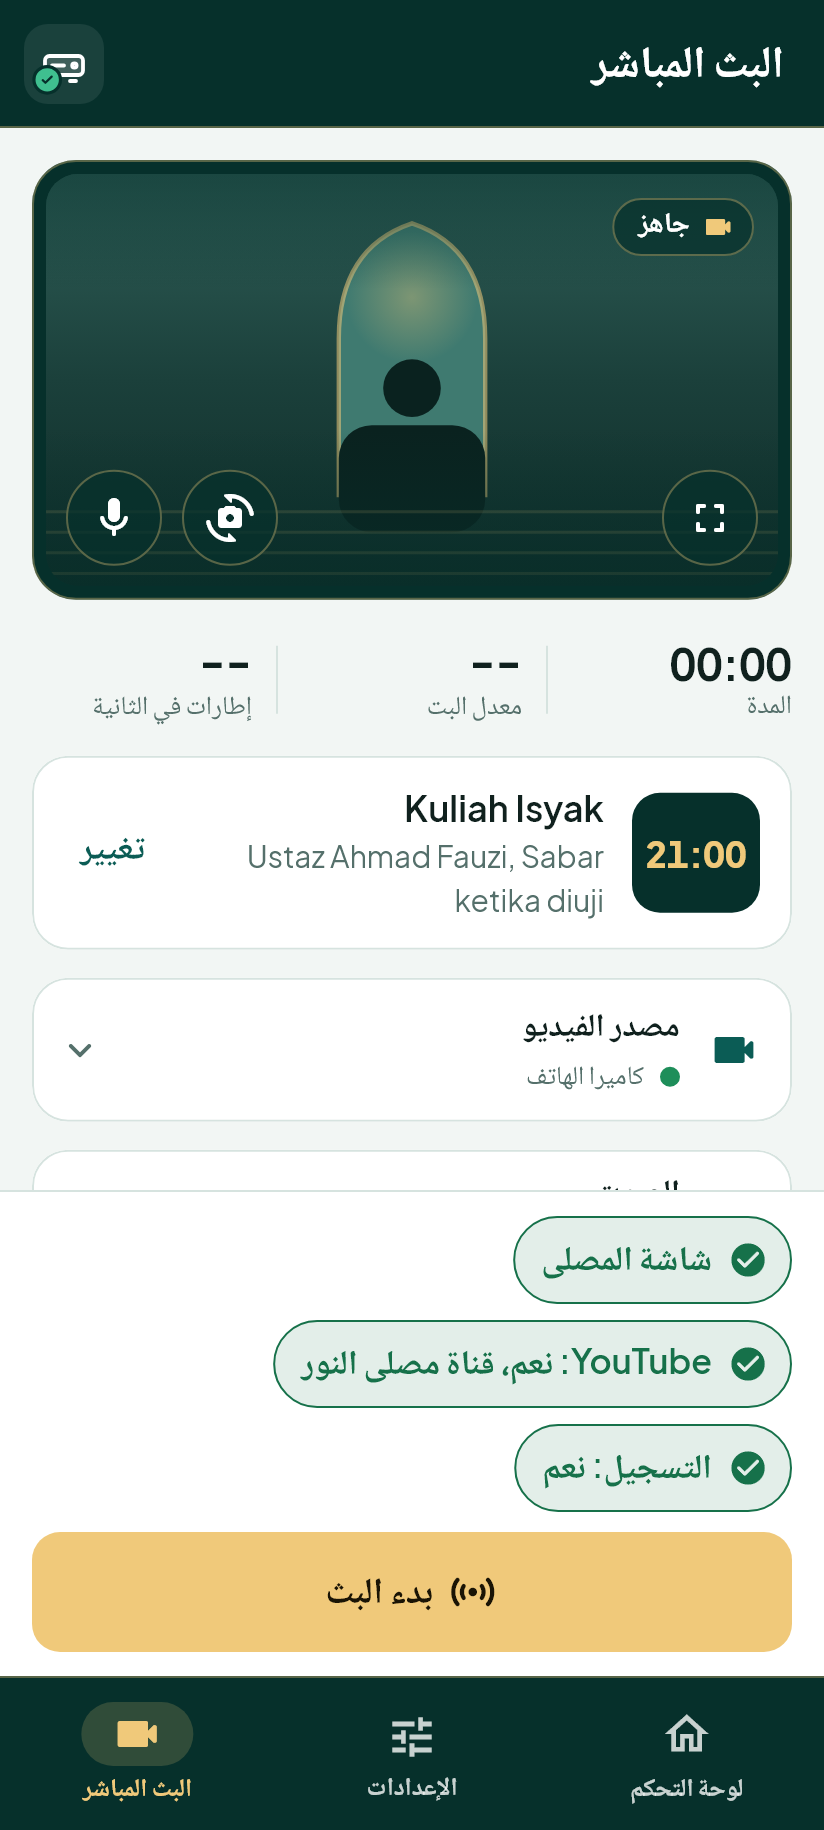 البث المباشر
جاهز
00:00
المدة
--
معدل البت
--
إطارات في الثانية
21:00
Kuliah Isyak
Ustaz Ahmad Fauzi, Sabar
ketika diuji
تغيير
مصدر الفيديو
كاميرا الهاتف
شاشة المصلى
YouTube: نعم، قناة مصلى النور
التسجيل: نعم
بدء البث
لوحة التحكم
الإعدادات
البث المباشر